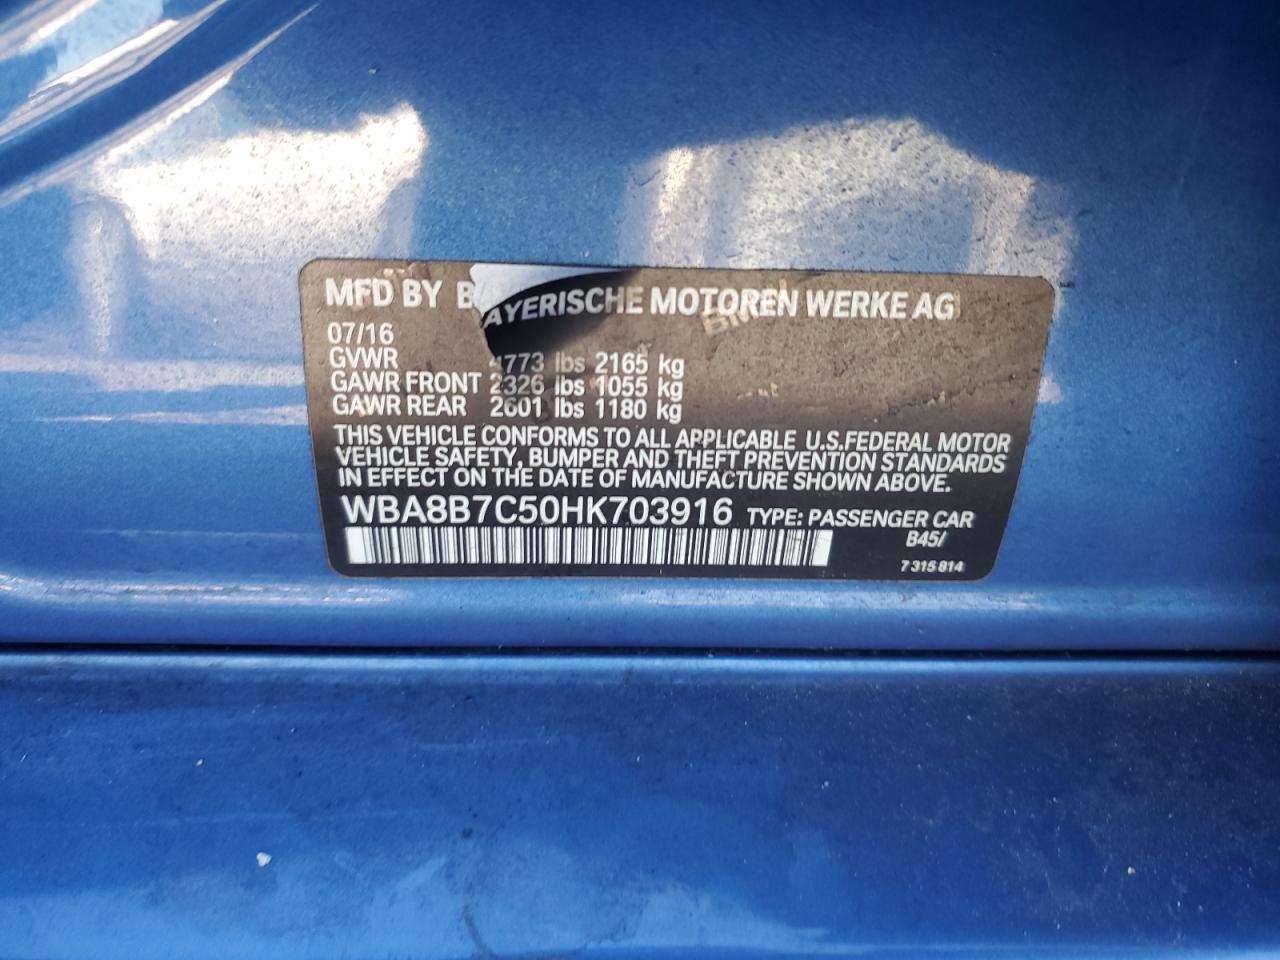 MFD BY BAYERISCHE MOTOREN WERKE AG
07/16
GVWR 4773 lbs 2165 kg
GAWR FRONT 2326 lbs 1055 kg
GAWR REAR 2601 lbs 1180 kg
THIS VEHICLE CONFORMS TO ALL APPLICABLE U.S.FEDERAL MOTOR
VEHICLE SAFETY, BUMPER AND THEFT PREVENTION STANDARDS
IN EFFECT ON THE DATE OF MANUFACTURE SHOWN ABOVE.
WBA8B7C50HK703916 TYPE: PASSENGER CAR
B45/
7 315 814